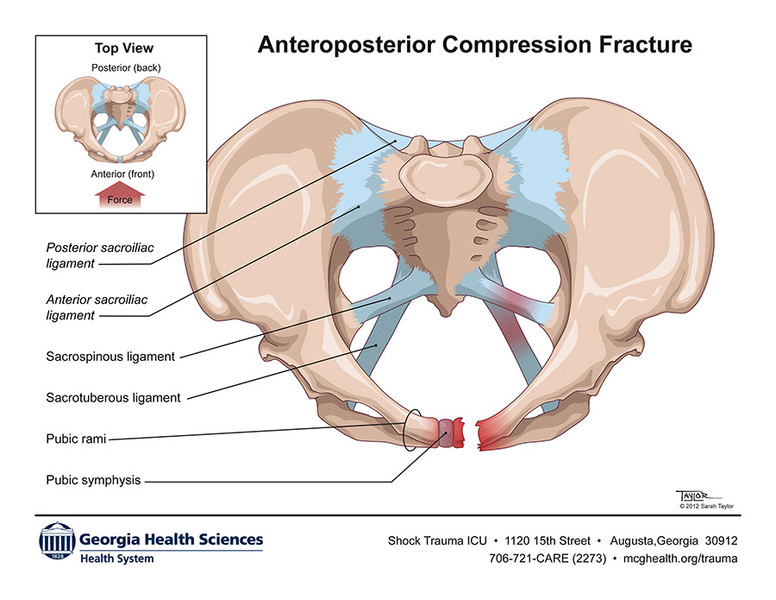 Anteroposterior Compression Fracture
Top View
Posterior (back)
Anterior (front)
Force
Posterior sacroiliac
ligament
Anterior sacroiliac
ligament
Sacrospinous ligament
Sacrotuberous ligament
Pubic rami
Pubic symphysis
TAYLOR
© 2012 Sarah Taylor
1828
Georgia Health Sciences
Health System
Shock Trauma ICU • 1120 15th Street • Augusta,Georgia 30912
706-721-CARE (2273) • mcghealth.org/trauma